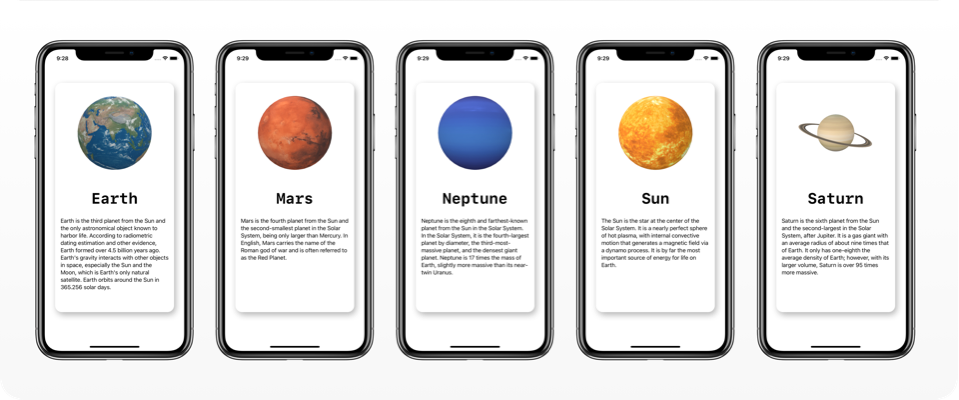 9:28
Earth
Earth is the third planet from the Sun and
the only astronomical object known to
harbor life. According to radiometric
dating estimation and other evidence,
Earth formed over 4.5 billion years ago.
Earth's gravity interacts with other objects
in space, especially the Sun and the
Moon, which is Earth's only natural
satellite. Earth orbits around the Sun in
365.256 solar days.
9:29
Mars
Mars is the fourth planet from the Sun and
the second-smallest planet in the Solar
System, being only larger than Mercury. In
English, Mars carries the name of the
Roman god of war and is often referred to
as the Red Planet.
9:29
Neptune
Neptune is the eighth and farthest-known
planet from the Sun in the Solar System.
In the Solar System, it is the fourth-largest
planet by diameter, the third-most-
massive planet, and the densest giant
planet. Neptune is 17 times the mass of
Earth, slightly more massive than its near-
twin Uranus.
9:29
Sun
The Sun is the star at the center of the
Solar System. It is a nearly perfect sphere
of hot plasma, with internal convective
motion that generates a magnetic field via
a dynamo process. It is by far the most
important source of energy for life on
Earth.
9:29
Saturn
Saturn is the sixth planet from the Sun
and the second-largest in the Solar
System, after Jupiter. It is a gas giant with
an average radius of about nine times that
of Earth. It only has one-eighth the
average density of Earth; however, with its
larger volume, Saturn is over 95 times
more massive.